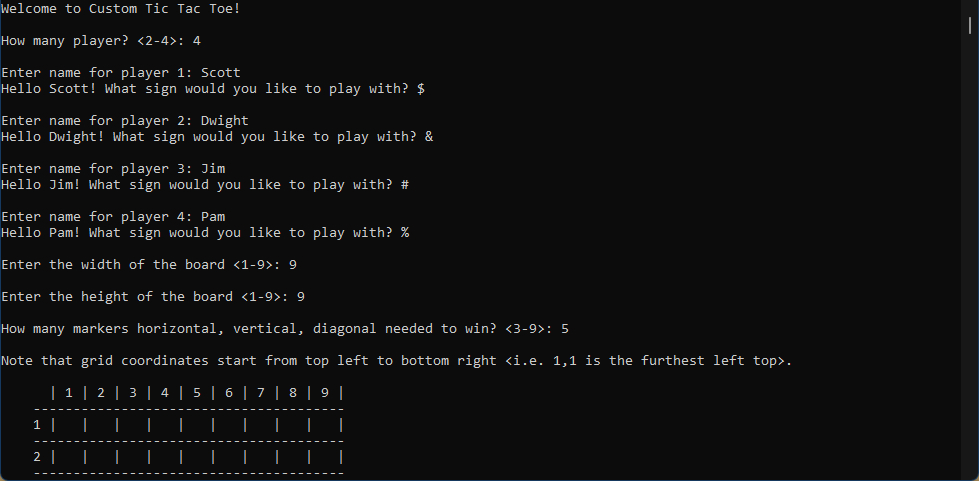 Welcome to Custom Tic Tac Toe!
How many player? <2-4>: 4
Enter name for player 1: Scott
Hello Scott! What sign would you like to play with? $
Enter name for player 2: Dwight
Hello Dwight! What sign would you like to play with? &
Enter name for player 3: Jim
Hello Jim! What sign would you like to play with? #
Enter name for player 4: Pam
Hello Pam! What sign would you like to play with? %
Enter the width of the board <1-9>: 9
Enter the height of the board <1-9>: 9
How many markers horizontal, vertical, diagonal needed to win? <3-9>: 5
Note that grid coordinates start from top left to bottom right <i.e. 1,1 is the furthest left top>.
| 1 | 2 | 3 | 4 | 5 | 6 | 7 | 8 | 9 |
---------------------------------------
1 |   |   |   |   |   |   |   |   |   |
---------------------------------------
2 |   |   |   |   |   |   |   |   |   |
---------------------------------------